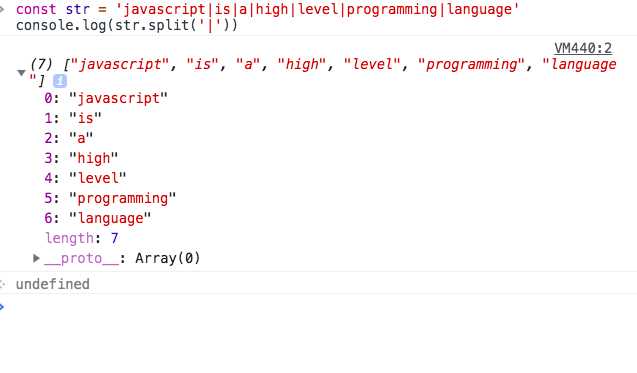 const str = 'javascript|is|a|high|level|programming|language'
console.log(str.split('|'))
VM440:2
(7) ["javascript", "is", "a", "high", "level", "programming", "language
"] i
0: "javascript"
1: "is"
2: "a"
3: "high"
4: "level"
5: "programming"
6: "language"
length: 7
__proto__: Array(0)
undefined